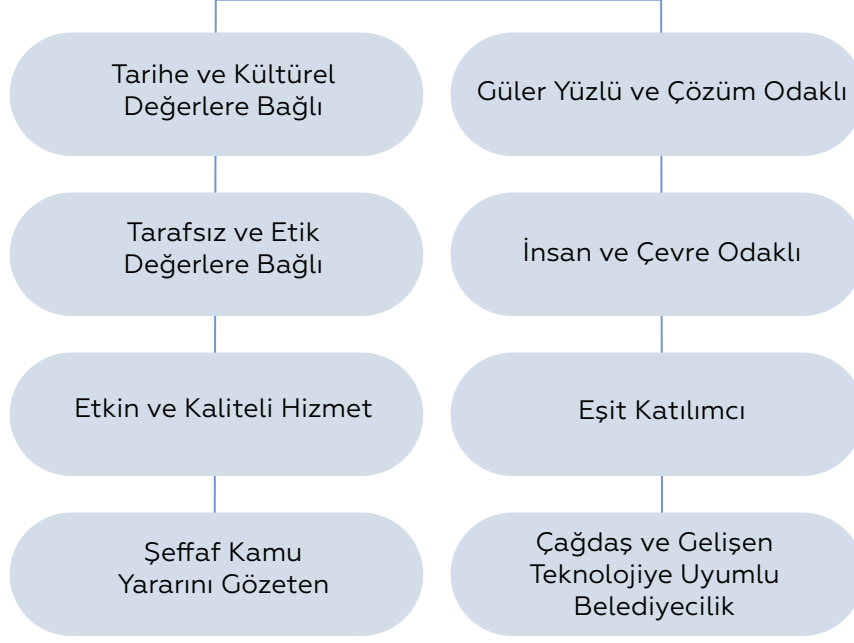 Tarihe ve Kültürel
Değerlere Bağlı
Güler Yüzlü ve Çözüm Odaklı
Tarafsız ve Etik
Değerlere Bağlı
İnsan ve Çevre Odaklı
Etkin ve Kaliteli Hizmet
Eşit Katılımcı
Şeffaf Kamu
Yararını Gözeten
Çağdaş ve Gelişen
Teknolojiye Uyumlu
Belediyecilik